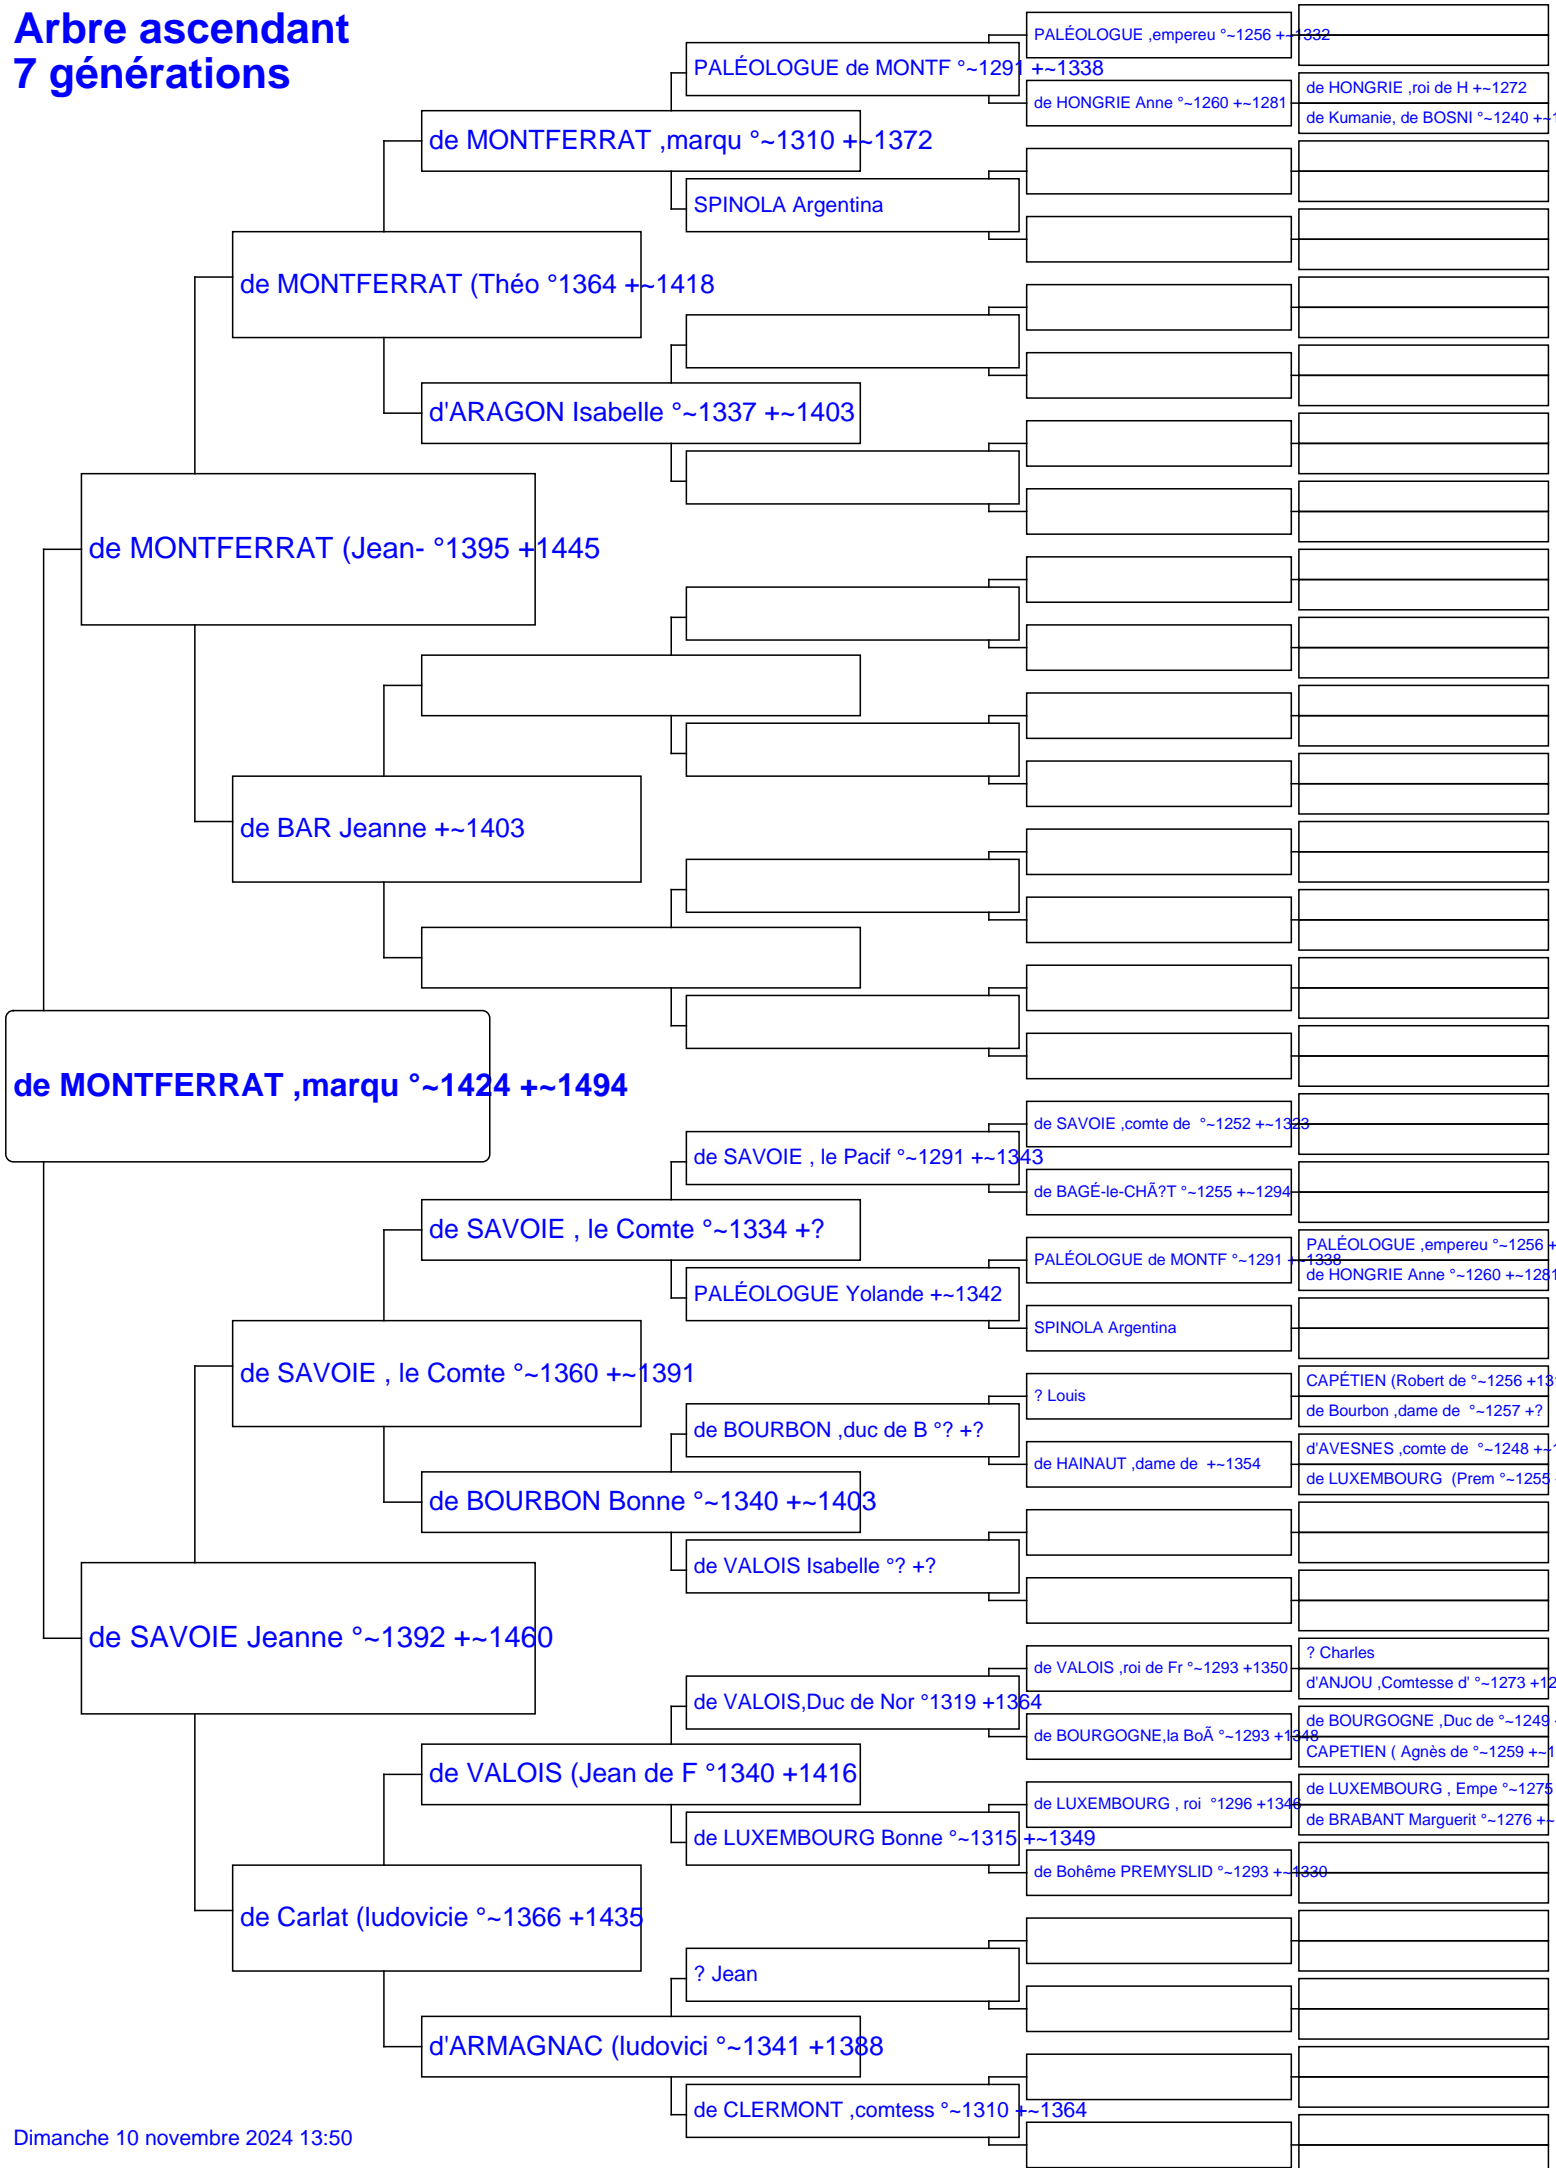 Arbre ascendant
7 générations
PALÉOLOGUE ,empereu °~1256 +~1332
PALÉOLOGUE de MONTF °~1291 +~1338
de HONGRIE ,roi de H +~1272
de HONGRIE Anne °~1260 +~1281
de Kumanie, de BOSNI °~1240 +~1
de MONTFERRAT ,marqu °~1310 +~1372
SPINOLA Argentina
de MONTFERRAT (Théo °1364 +~1418
d'ARAGON Isabelle °~1337 +~1403
de MONTFERRAT (Jean- °1395 +1445
de BAR Jeanne +~1403
de MONTFERRAT ,marqu °~1424 +~1494
de SAVOIE ,comte de  °~1252 +~1323
de SAVOIE , le Pacif °~1291 +~1343
de BAGÉ-le-CHÃ?T °~1255 +~1294
de SAVOIE , le Comte °~1334 +?
PALÉOLOGUE ,empereu °~1256 +
PALÉOLOGUE de MONTF °~1291 +~1338
de HONGRIE Anne °~1260 +~1281
PALÉOLOGUE Yolande +~1342
SPINOLA Argentina
de SAVOIE , le Comte °~1360 +~1391
CAPÉTIEN (Robert de °~1256 +13
? Louis
de Bourbon ,dame de  °~1257 +?
de BOURBON ,duc de B °? +?
d'AVESNES ,comte de  °~1248 +~1
de HAINAUT ,dame de  +~1354
de LUXEMBOURG  (Prem °~1255
de BOURBON Bonne °~1340 +~1403
de VALOIS Isabelle °? +?
de SAVOIE Jeanne °~1392 +~1460
? Charles
de VALOIS ,roi de Fr °~1293 +1350
d'ANJOU ,Comtesse d' °~1273 +12
de VALOIS,Duc de Nor °1319 +1364
de BOURGOGNE ,Duc de °~1249
de BOURGOGNE,la BoÃ °~1293 +1348
CAPETIEN ( Agnès de °~1259 +~1
de VALOIS (Jean de F °1340 +1416
de LUXEMBOURG , Empe °~1275
de LUXEMBOURG , roi  °1296 +1346
de BRABANT Marguerit °~1276 +~
de LUXEMBOURG Bonne °~1315 +~1349
de Bohême PREMYSLID °~1293 +~1330
de Carlat (ludovicie °~1366 +1435
? Jean
d'ARMAGNAC (ludovici °~1341 +1388
de CLERMONT ,comtess °~1310 +~1364
Dimanche 10 novembre 2024 13:50